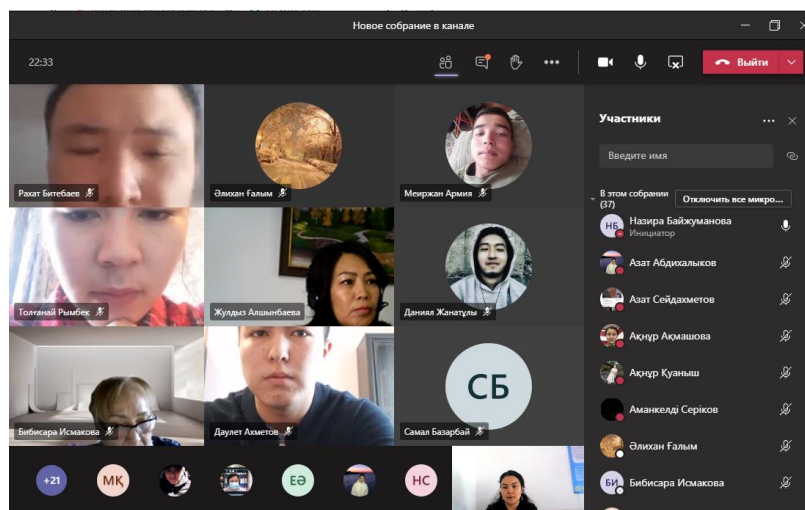 Новое собрание в канале
22:33
Выйти
Рахат Битебаев
Әлихан Ғалым
Меиржан Армия
Толғанай Рымбек
Жулдыз Алшынбаева
Даниял Жанатұлы
Бибисара Исмакова
Даулет Ахметов
СБ
Самал Базарбай
+21
МҚ
ЕӘ
НС
Участники
Введите имя
В этом собрании (37)
Отключить все микро...
НБ
Назира Байжуманова
Инициатор
Азат Абдихалыков
Азат Сейдахметов
Ақнұр Ақмашова
Ақнұр Қуаныш
Аманкелді Серіков
Әлихан Ғалым
БИ
Бибисара Исмакова